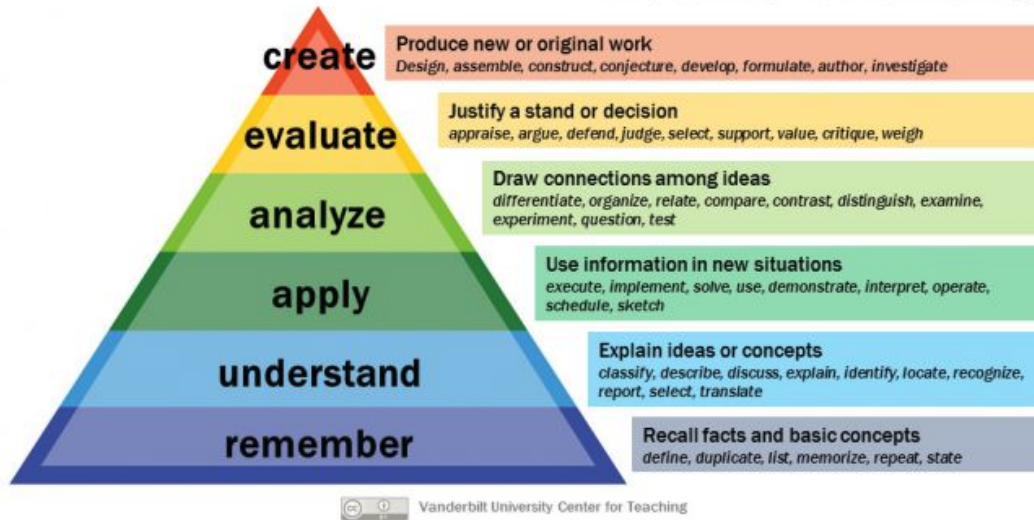 create
Produce new or original work
Design, assemble, construct, conjecture, develop, formulate, author, investigate
evaluate
Justify a stand or decision
appraise, argue, defend, judge, select, support, value, critique, weigh
analyze
Draw connections among ideas
differentiate, organize, relate, compare, contrast, distinguish, examine,
experiment, question, test
apply
Use information in new situations
execute, implement, solve, use, demonstrate, interpret, operate,
schedule, sketch
understand
Explain ideas or concepts
classify, describe, discuss, explain, identify, locate, recognize,
report, select, translate
remember
Recall facts and basic concepts
define, duplicate, list, memorize, repeat, state
cc
Vanderbilt University Center for Teaching